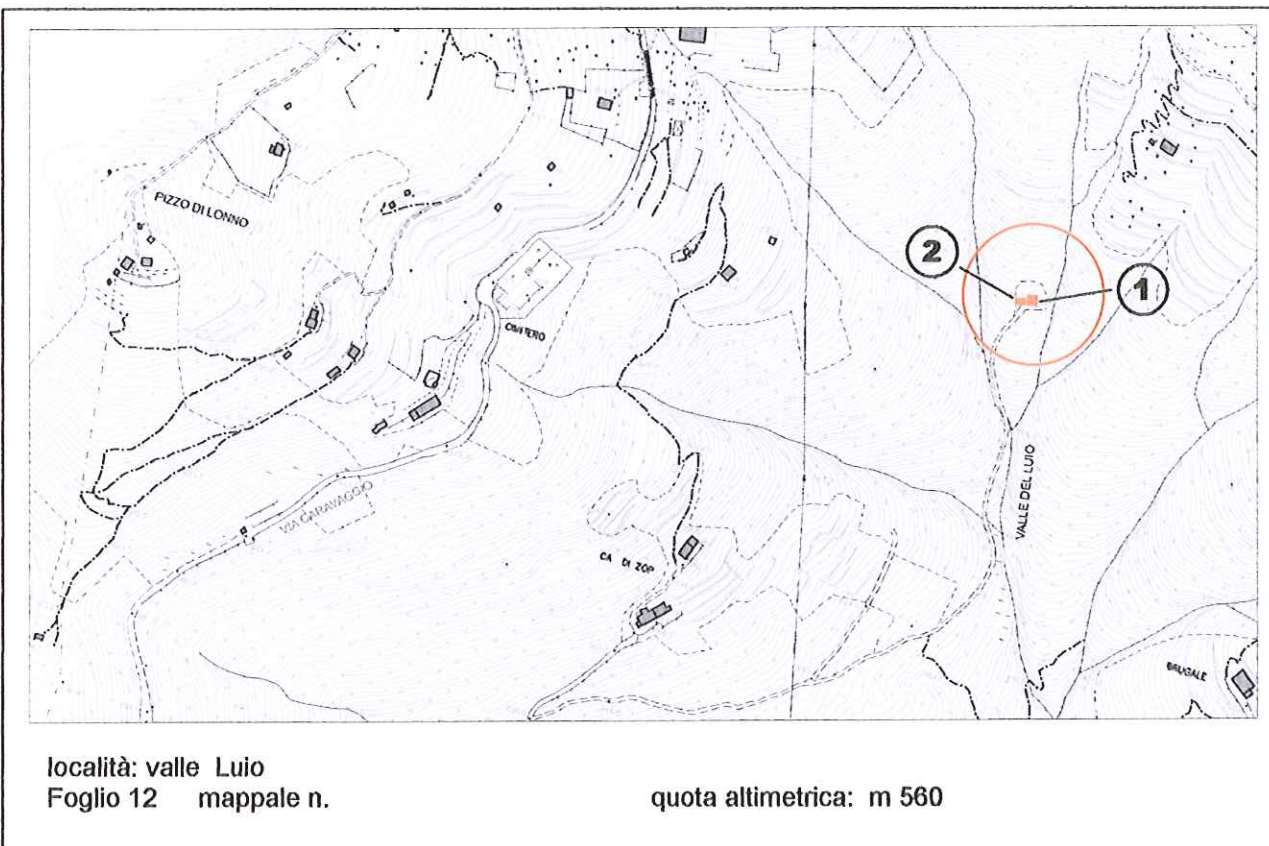 PIZZO DI LONNO
2
1
CIMITERO
VIA CARAVAGGIO
VALLE DEL LUIO
CA DI ZOP
BRUGALE
località: valle Luio
Foglio 12 mappale n.
quota altimetrica: m 560